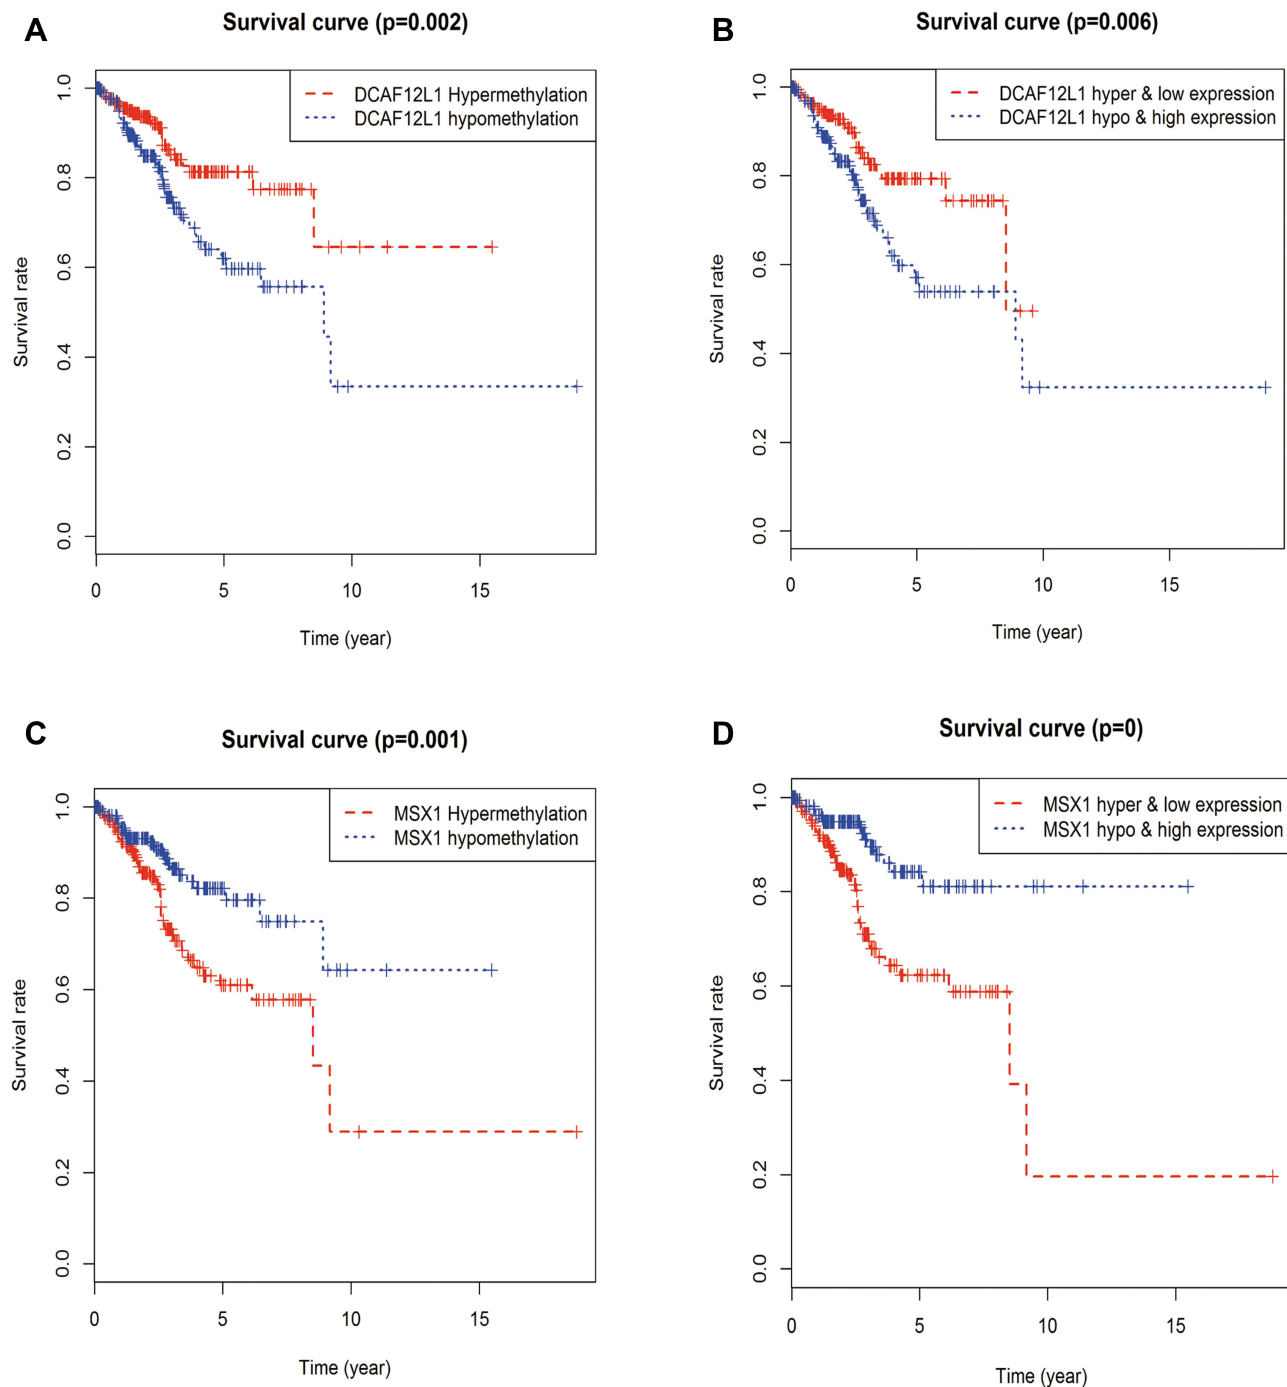 A
Survival curve (p=0.002)
DCAF12L1 Hypermethylation
DCAF12L1 hypomethylation
Survival rate
0.0
0.2
0.4
0.6
0.8
1.0
0 5 10 15
Time (year)
B
Survival curve (p=0.006)
DCAF12L1 hyper & low expression
DCAF12L1 hypo & high expression
Survival rate
0.0
0.2
0.4
0.6
0.8
1.0
0 5 10 15
Time (year)
C
Survival curve (p=0.001)
MSX1 Hypermethylation
MSX1 hypomethylation
Survival rate
0.0
0.2
0.4
0.6
0.8
1.0
0 5 10 15
Time (year)
D
Survival curve (p=0)
MSX1 hyper & low expression
MSX1 hypo & high expression
Survival rate
0.0
0.2
0.4
0.6
0.8
1.0
0 5 10 15
Time (year)